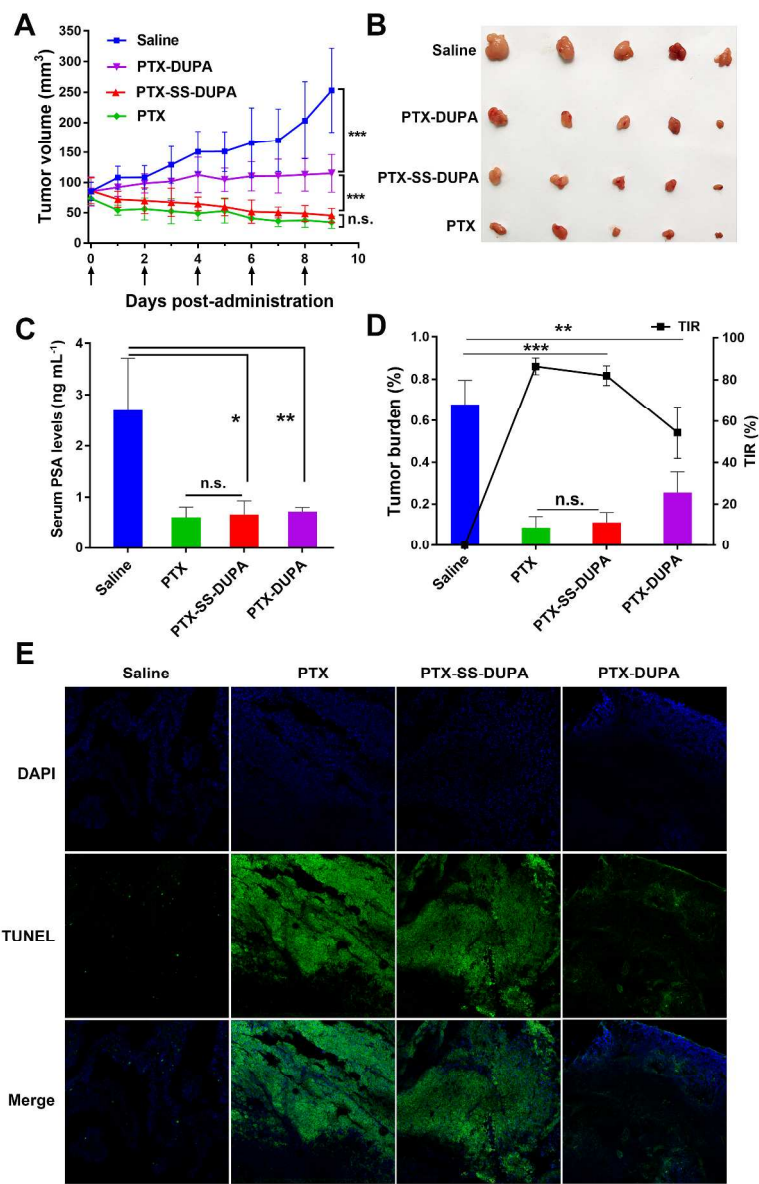 A
Tumor volume (mm3)
350
300
250
200
150
100
50
0
Saline
PTX-DUPA
PTX-SS-DUPA
PTX
***
***
n.s.
0 2 4 6 8 10
Days post-administration
B
Saline
PTX-DUPA
PTX-SS-DUPA
PTX
C
Serum PSA levels (ng mL-1)
4
3
2
1
0
*
**
n.s.
Saline
PTX
PTX-SS-DUPA
PTX-DUPA
D
Tumor burden (%)
1.0
0.8
0.6
0.4
0.2
0.0
**
***
n.s.
TIR
100
80
60
40
20
0
TIR (%)
Saline
PTX
PTX-SS-DUPA
PTX-DUPA
E
Saline PTX PTX-SS-DUPA PTX-DUPA
DAPI
TUNEL
Merge